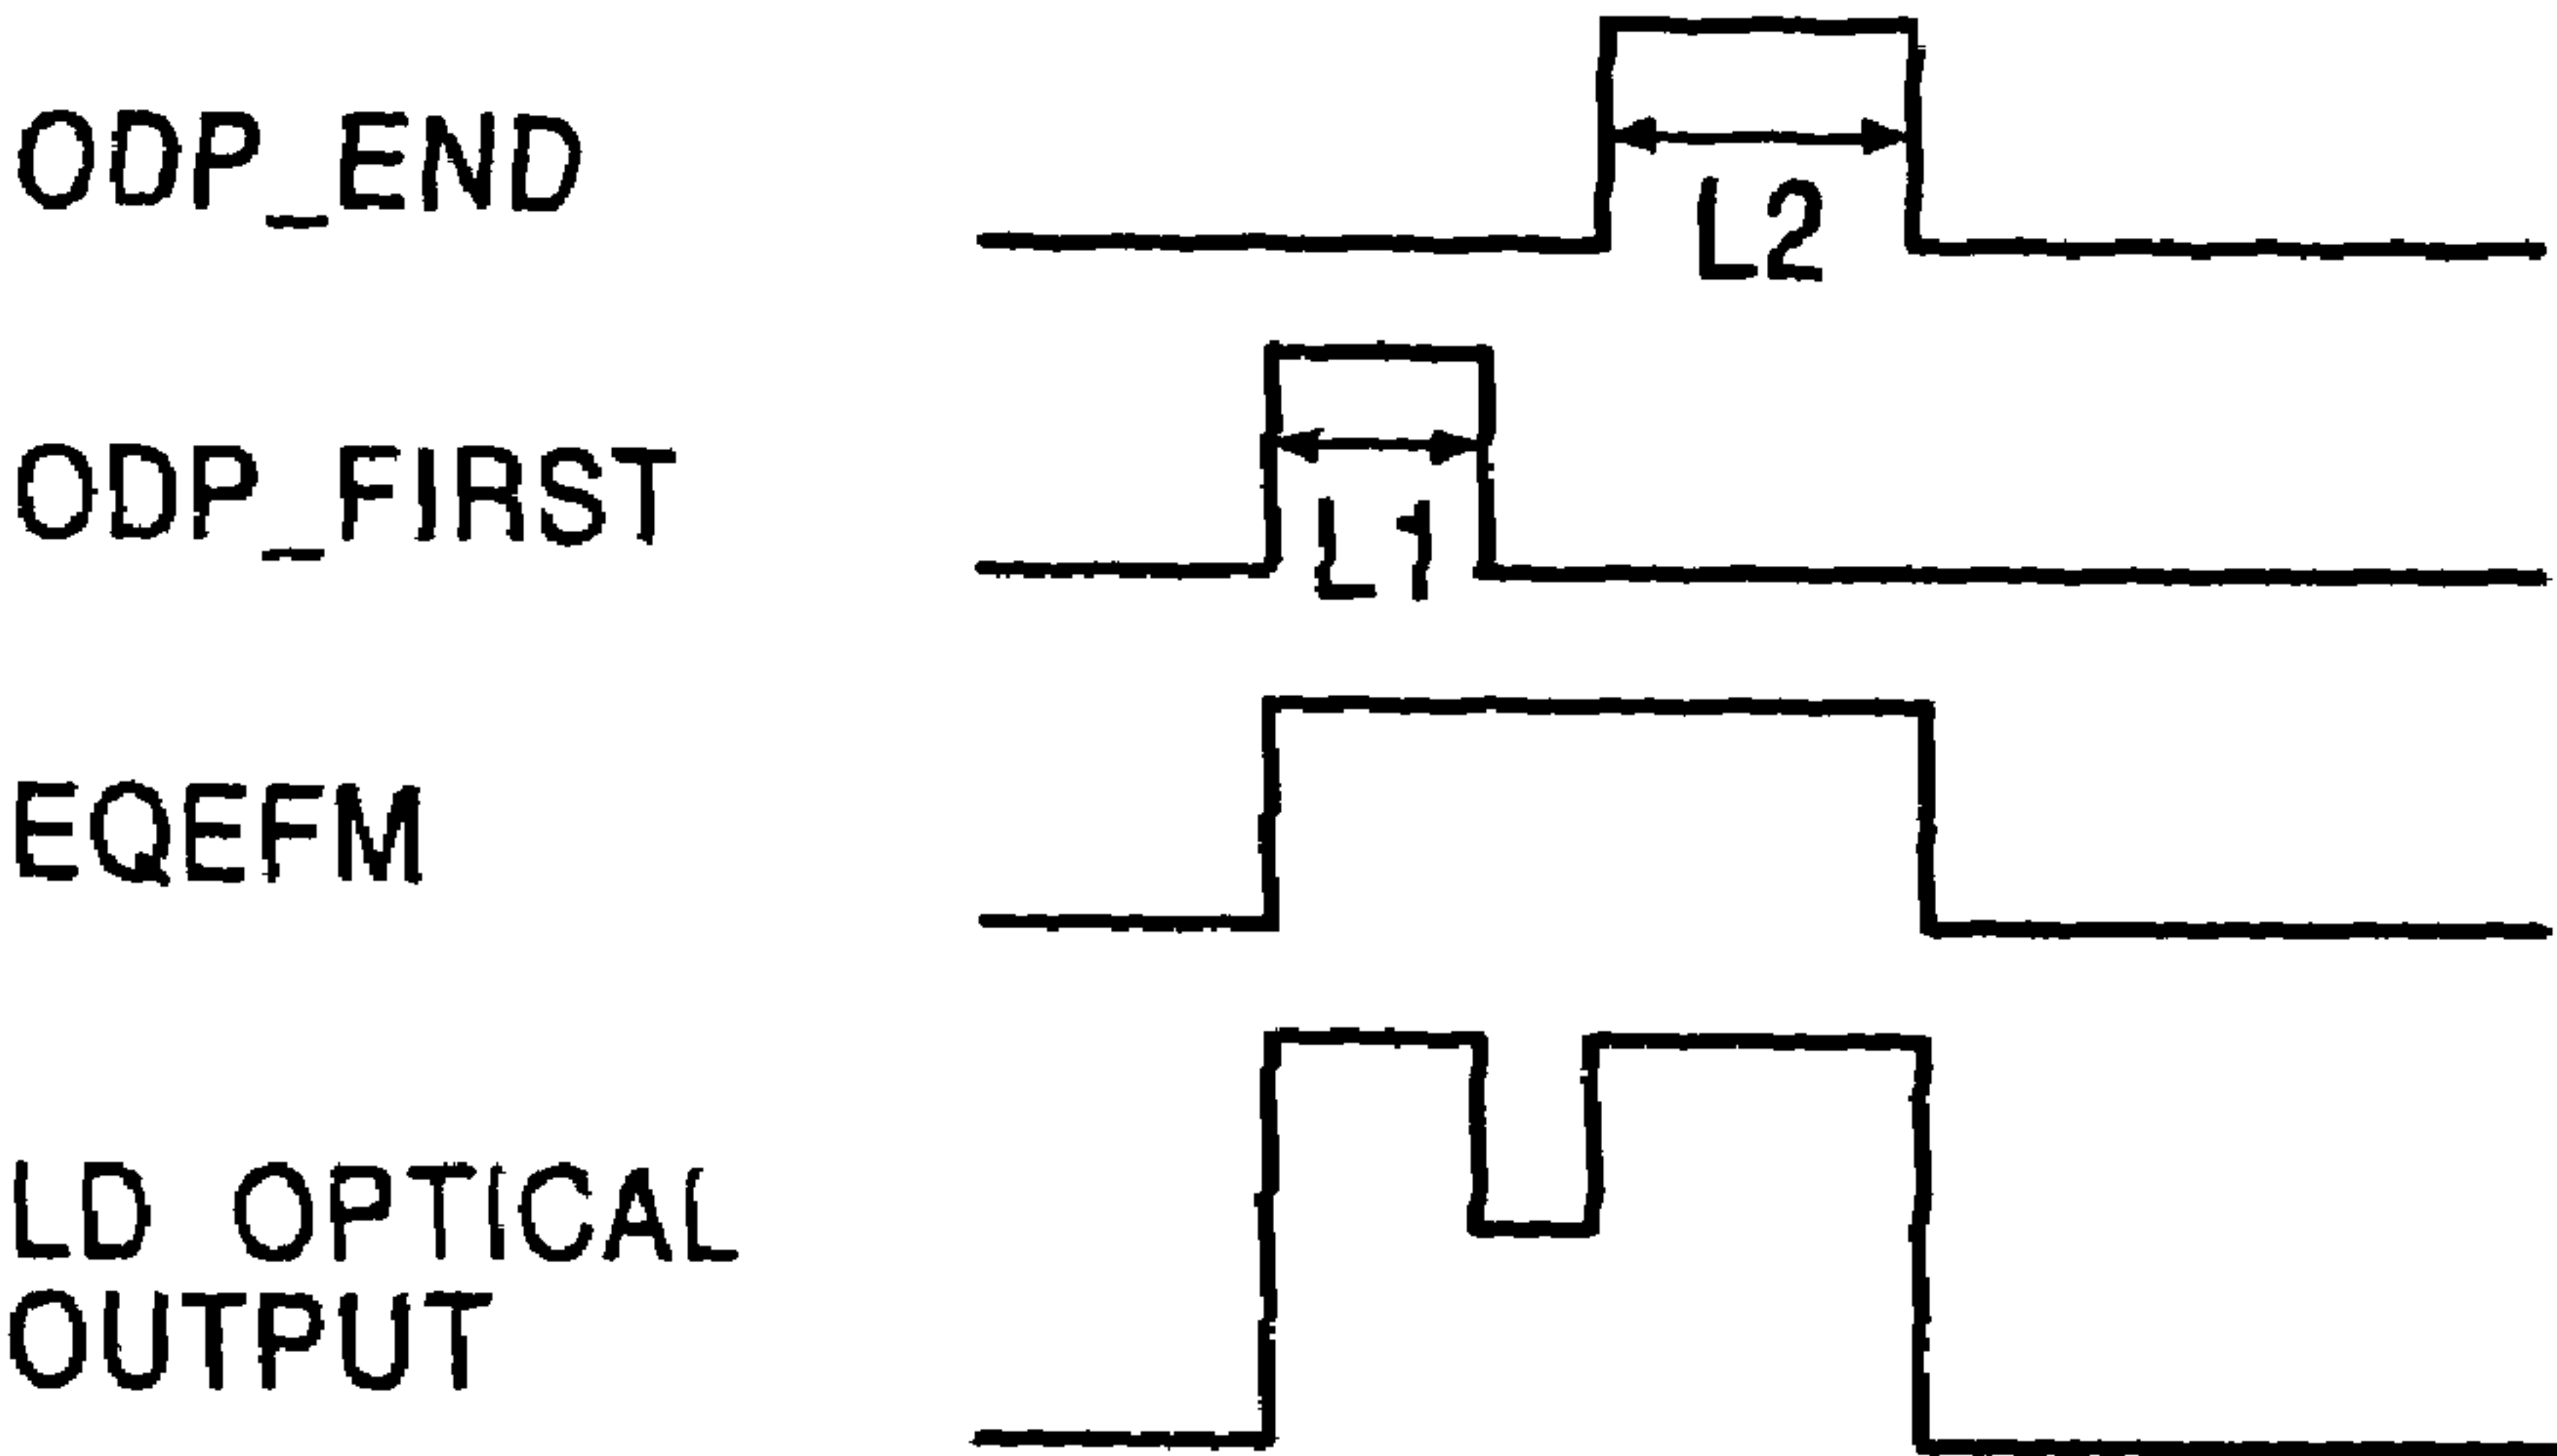 ODP_END
L2
ODP_FIRST
L1
EQEFM
LD OPTICAL
OUTPUT